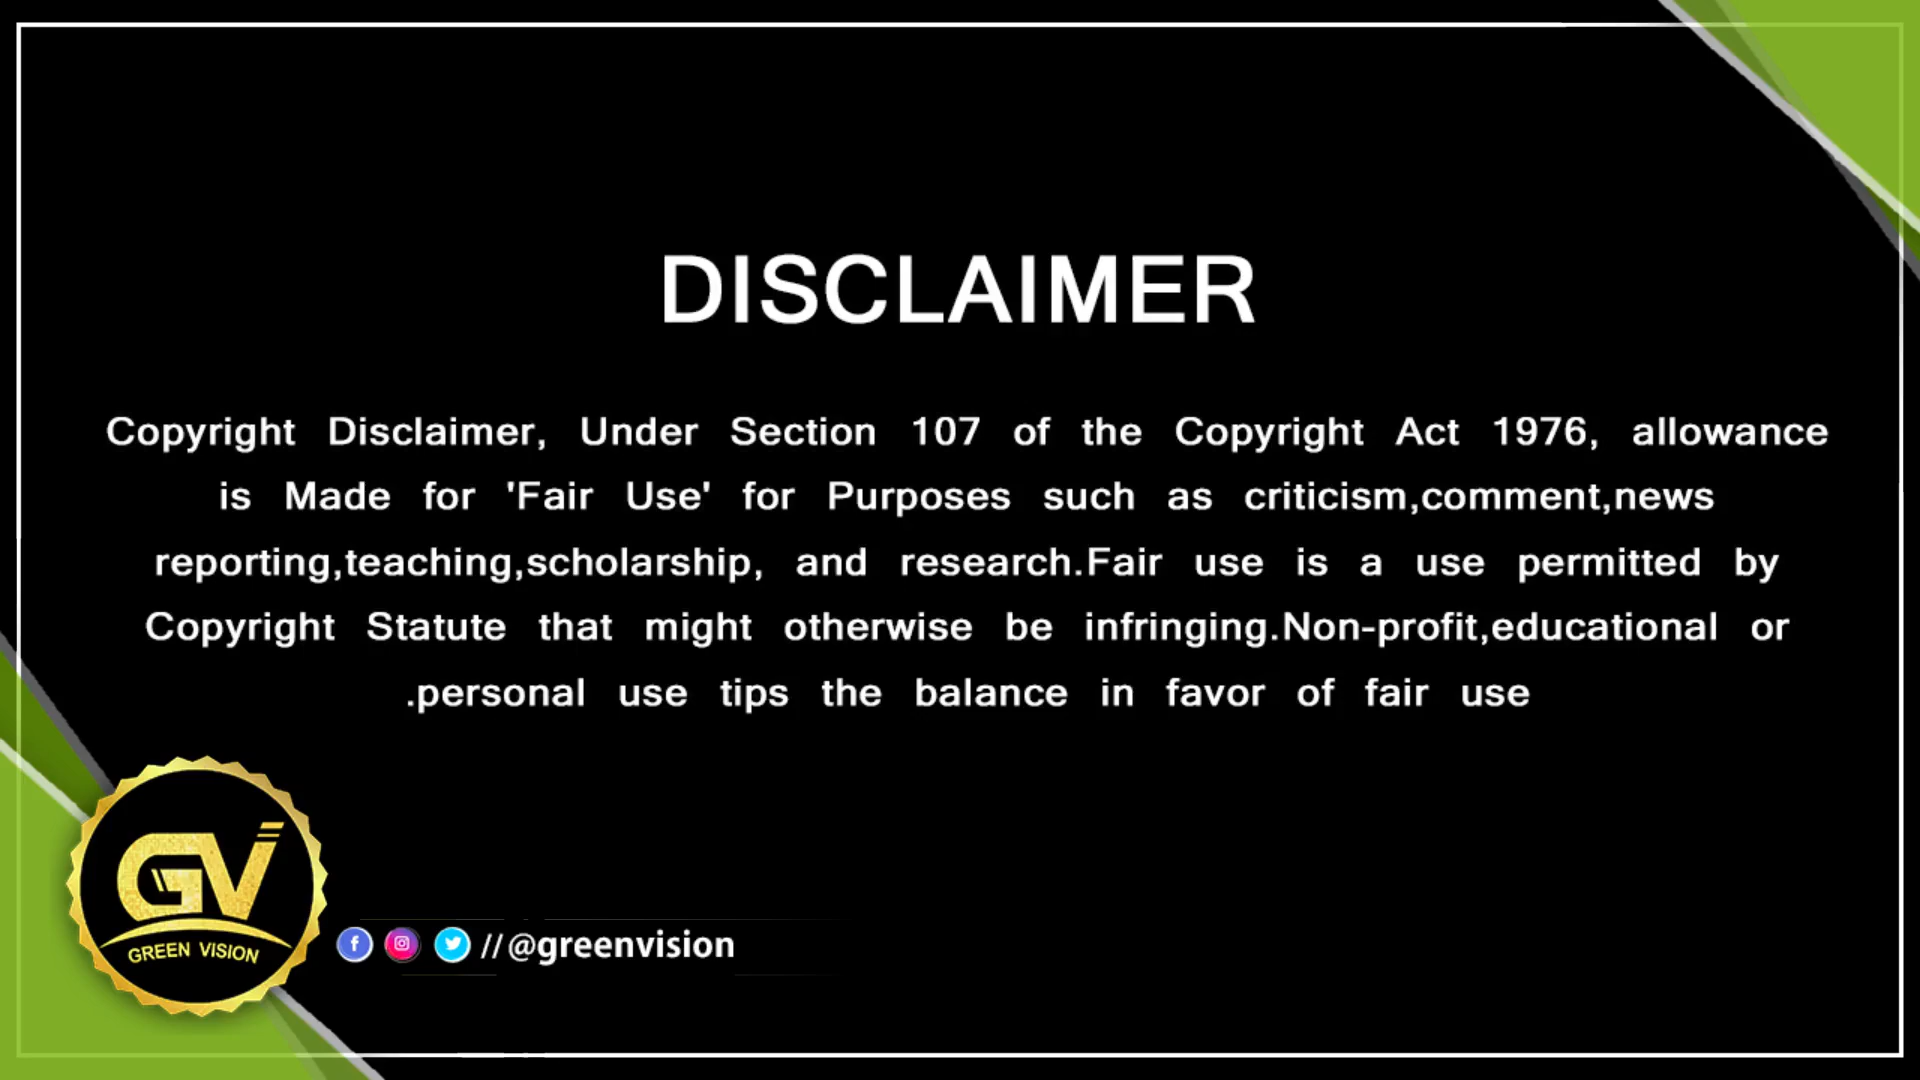 DISCLAIMER
Copyright Disclaimer, Under Section 107 of the Copyright Act 1976, allowance
is Made for 'Fair Use' for Purposes such as criticism,comment,news
reporting,teaching,scholarship, and research.Fair use is a use permitted by
Copyright Statute that might otherwise be infringing.Non-profit,educational or
.personal use tips the balance in favor of fair use
GV
GREEN VISION
//@greenvision